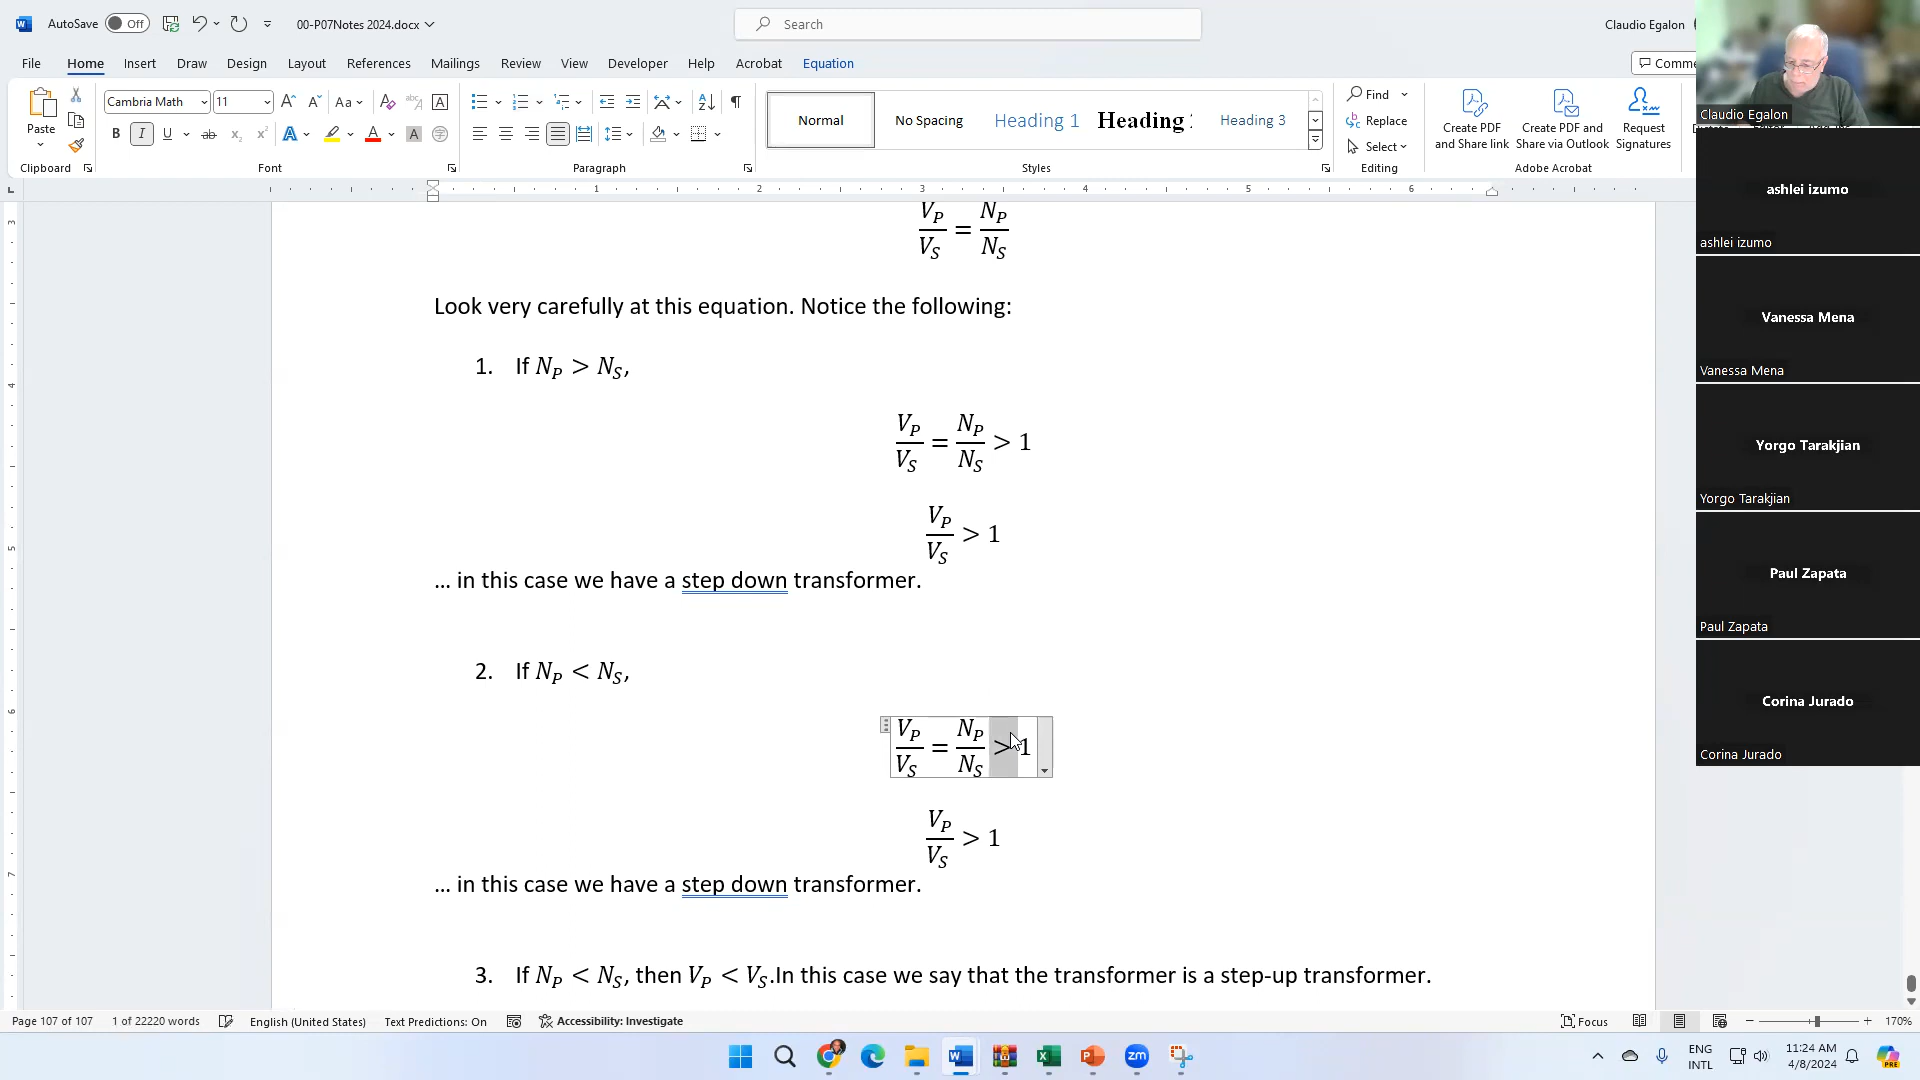 AutoSave Off 00-P07Notes 2024.docx Search Claudio Egalon
File Home Insert Draw Design Layout References Mailings Review View Developer Help Acrobat Equation Comme
Paste Cambria Math 11 Normal No Spacing Heading 1 Heading 2 Heading 3 Find Replace Select Create PDF and Share link Create PDF and Share via Outlook Request Signatures
Clipboard Font Paragraph Styles Editing Adobe Acrobat
1 2 3 4 5 6
V_P/V_S = N_P/N_S
Look very carefully at this equation. Notice the following:
1. If N_P > N_S,
V_P/V_S = N_P/N_S > 1
V_P/V_S > 1
... in this case we have a step down transformer.
2. If N_P < N_S,
V_P/V_S = N_P/N_S > 1
V_P/V_S > 1
... in this case we have a step down transformer.
3. If N_P < N_S, then V_P < V_S.In this case we say that the transformer is a step-up transformer.
Claudio Egalon
ashlei izumo
ashlei izumo
Vanessa Mena
Vanessa Mena
Yorgo Tarakjian
Yorgo Tarakjian
Paul Zapata
Paul Zapata
Corina Jurado
Corina Jurado
Page 107 of 107 1 of 22220 words English (United States) Text Predictions: On Accessibility: Investigate Focus 170%
ENG
INTL
11:24 AM
4/8/2024